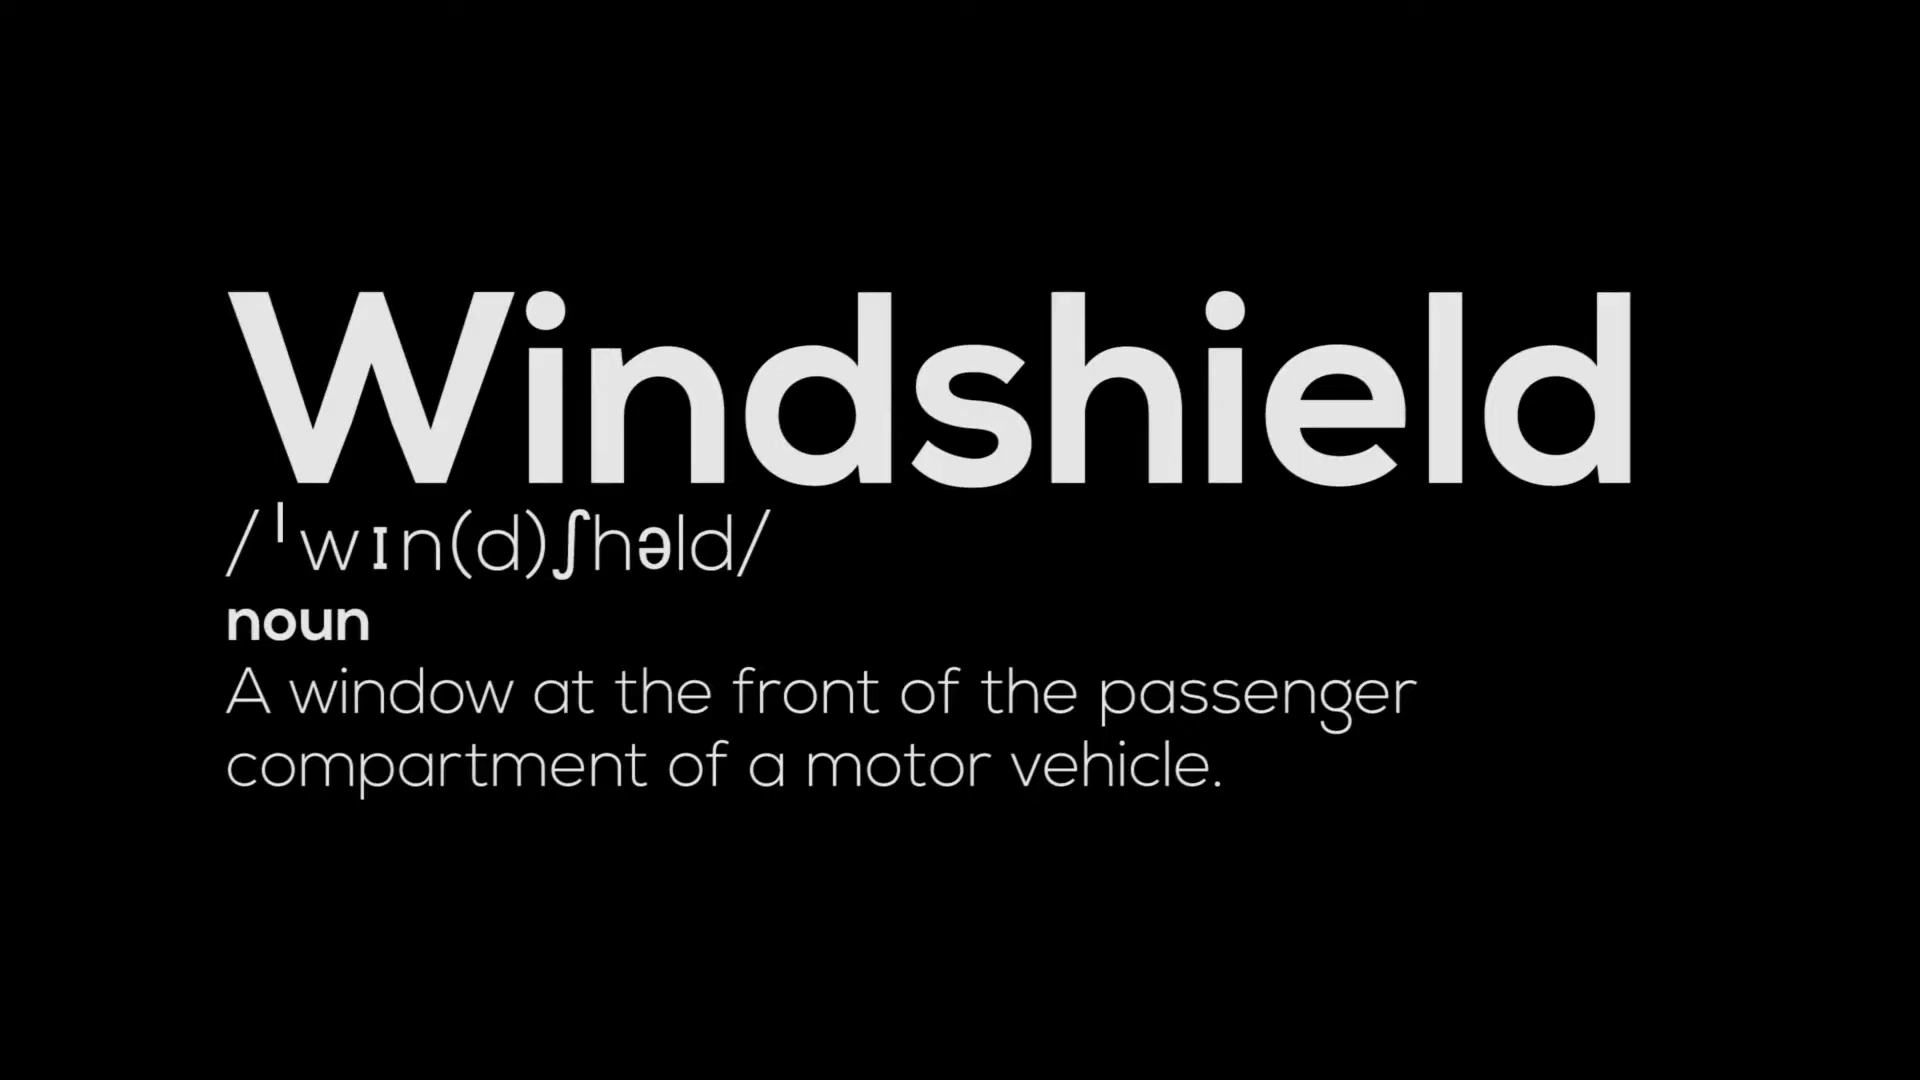 Windshield
/ˈwɪn(d)ʃhəld/
noun
A window at the front of the passenger
compartment of a motor vehicle.